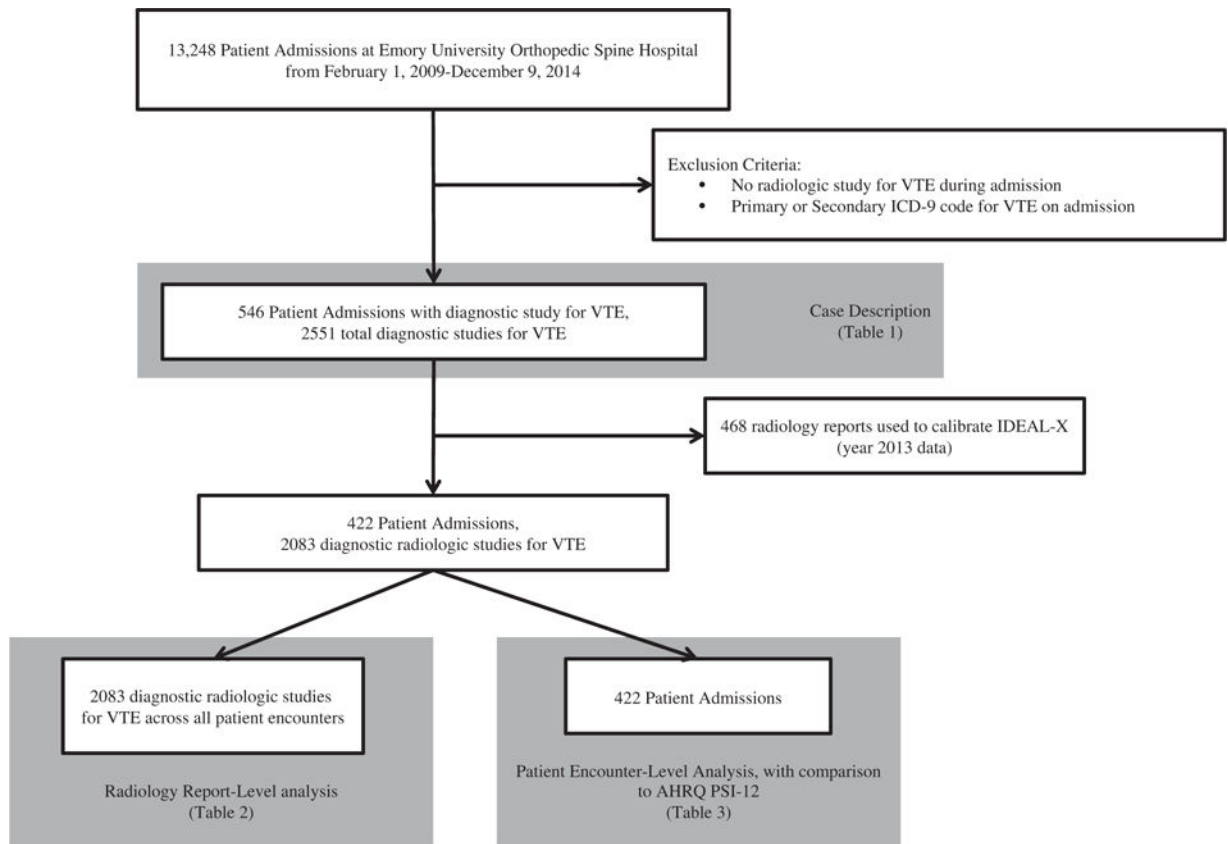 13,248 Patient Admissions at Emory University Orthopedic Spine Hospital
from February 1, 2009-December 9, 2014
Exclusion Criteria:
• No radiologic study for VTE during admission
• Primary or Secondary ICD-9 code for VTE on admission
546 Patient Admissions with diagnostic study for VTE,
2551 total diagnostic studies for VTE
Case Description
(Table 1)
468 radiology reports used to calibrate IDEAL-X
(year 2013 data)
422 Patient Admissions,
2083 diagnostic radiologic studies for VTE
2083 diagnostic radiologic studies
for VTE across all patient encounters
Radiology Report-Level analysis
(Table 2)
422 Patient Admissions
Patient Encounter-Level Analysis, with comparison
to AHRQ PSI-12
(Table 3)